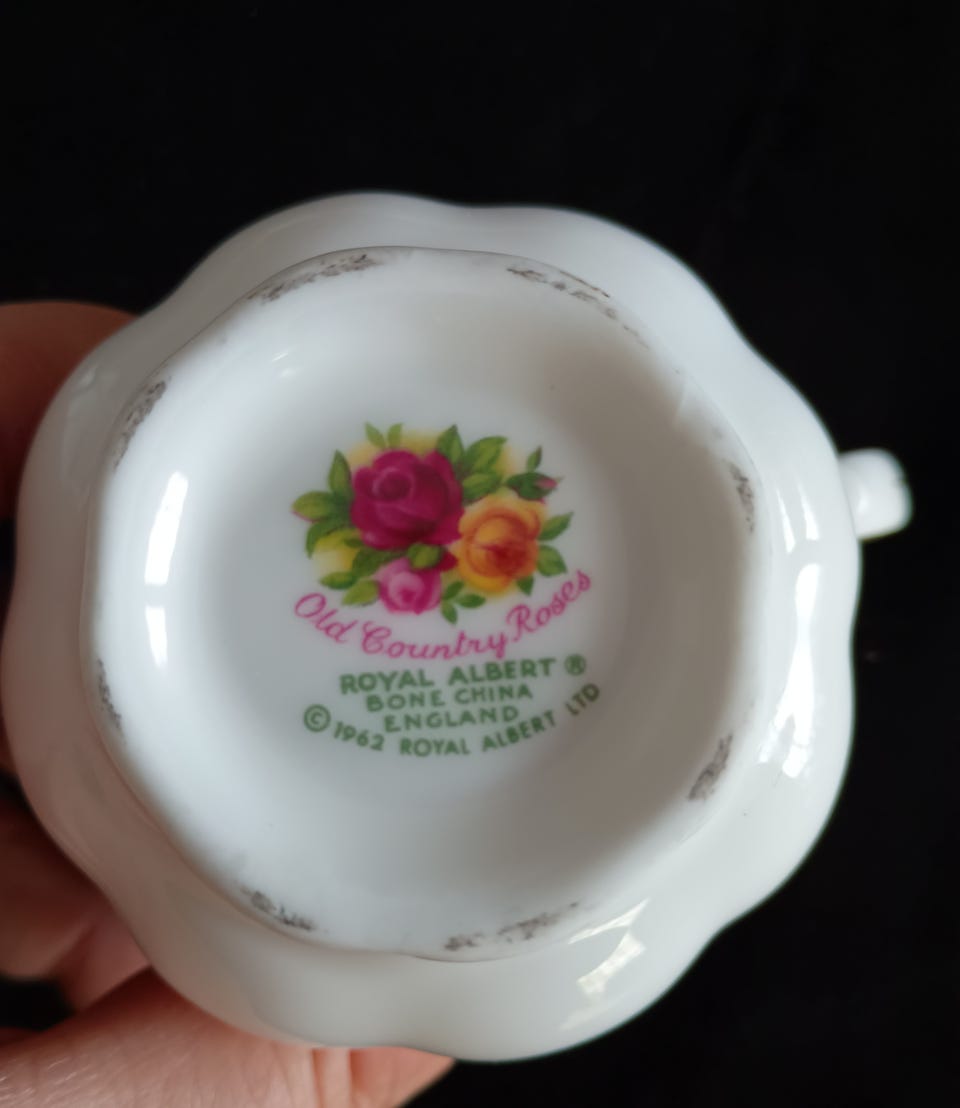 Old Country Roses
ROYAL ALBERT ®
BONE CHINA
ENGLAND
© 1962 ROYAL ALBERT LTD